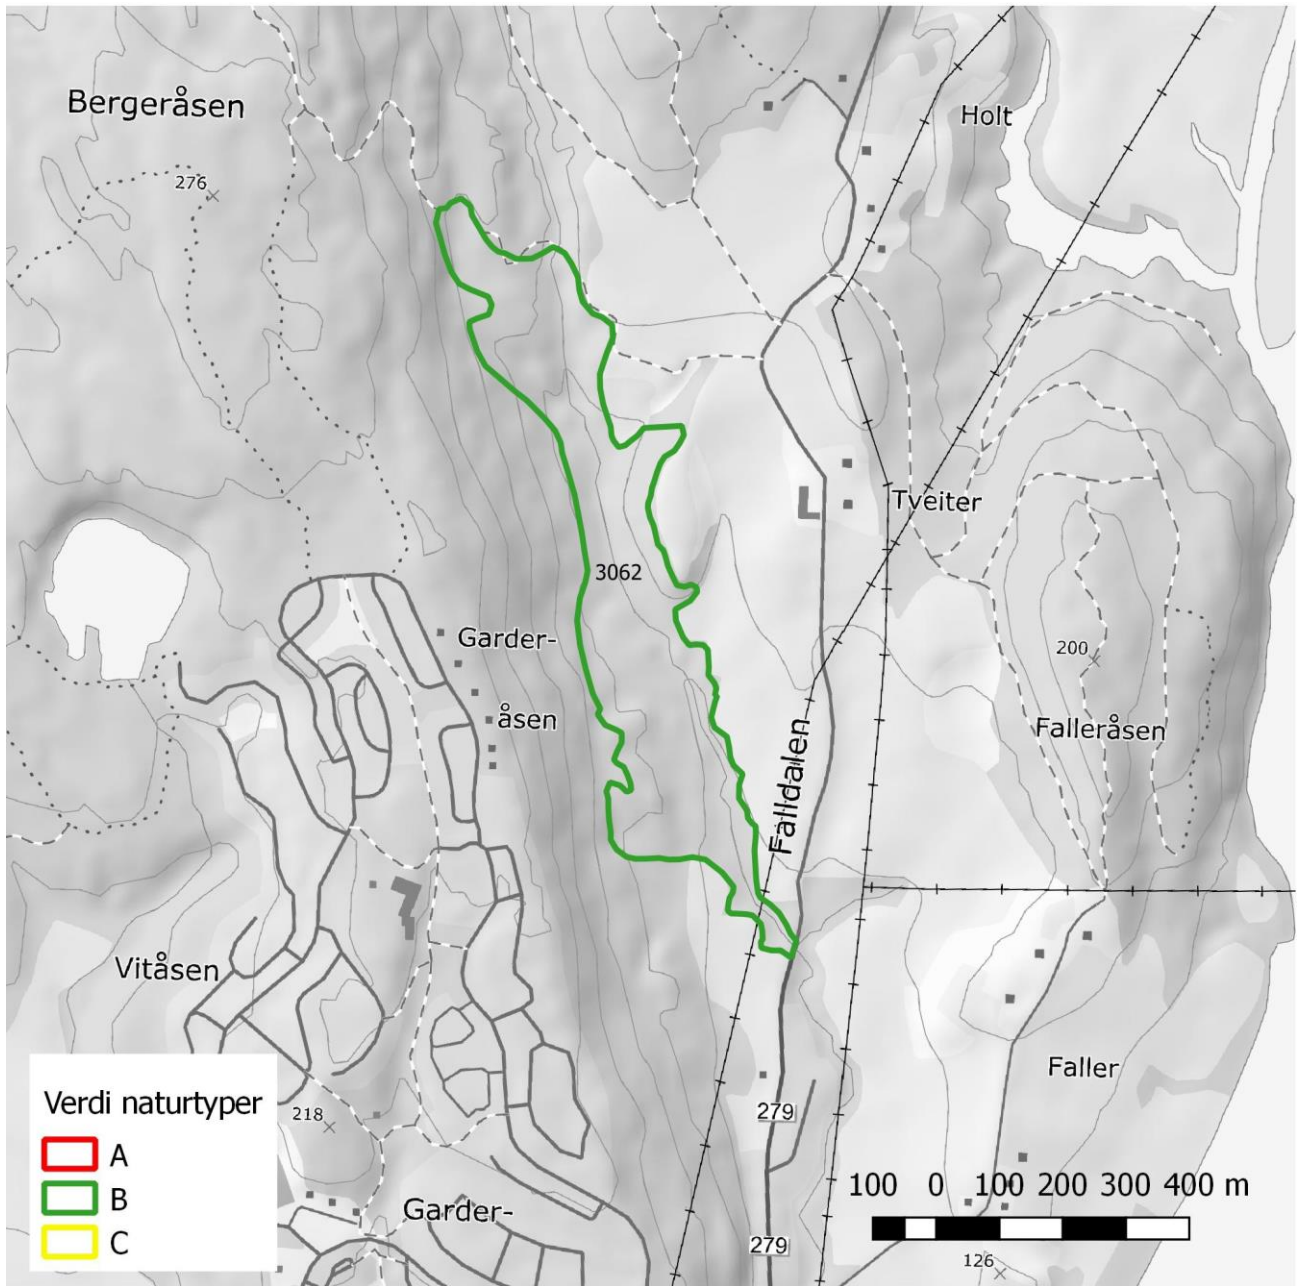 Bergeråsen
276
Holt
Tveiter
3062
Garder-
åsen
200
Falleråsen
Falldalen
Vitåsen
Faller
279
Verdi naturtyper
A
B
C
218
Garder-
100 0 100 200 300 400 m
279
126